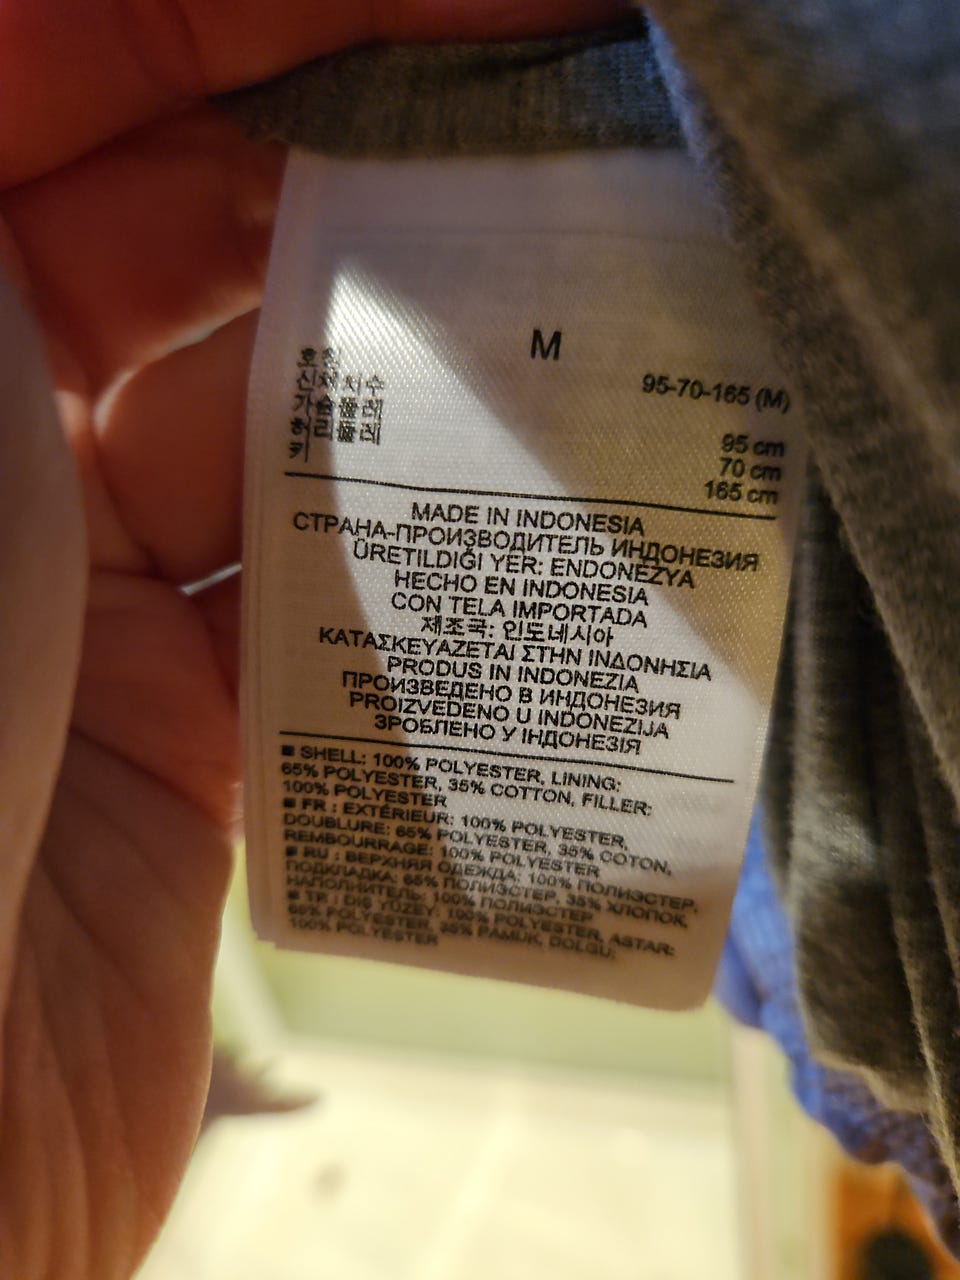 M
호칭 95-70-165 (M)
신체치수
가슴둘레 95 cm
허리둘레 70 cm
키 165 cm
MADE IN INDONESIA
СТРАНА-ПРОИЗВОДИТЕЛЬ ИНДОНЕЗИЯ
ÜRETILDIĞI YER: ENDONEZYA
HECHO EN INDONESIA
CON TELA IMPORTADA
제조국: 인도네시아
ΚΑΤΑΣΚΕΥΑΖΕΤΑΙ ΣΤΗΝ ΙΝΔΟΝΗΣΙΑ
PRODUS IN INDONEZIA
ПРОИЗВЕДЕНО В ИНДОНЕЗИЯ
PROIZVEDENO U INDONEZIJA
ЗРОБЛЕНО У ІНДОНЕЗІЯ
■ SHELL: 100% POLYESTER, LINING:
65% POLYESTER, 35% COTTON, FILLER:
100% POLYESTER
■ FR : EXTÉRIEUR: 100% POLYESTER,
DOUBLURE: 65% POLYESTER, 35% COTON,
REMBOURRAGE: 100% POLYESTER
■ RU : ВЕРХНЯЯ ОДЕЖДА: 100% ПОЛИЭСТЕР,
ПОДКЛАДКА: 65% ПОЛИЭСТЕР, 35% ХЛОПОК,
НАПОЛНИТЕЛЬ: 100% ПОЛИЭСТЕР
■ TR : DIŞ YÜZEY: 100% POLYESTER, ASTAR:
65% POLYESTER, 35% PAMUK, DOLGU:
100% POLYESTER